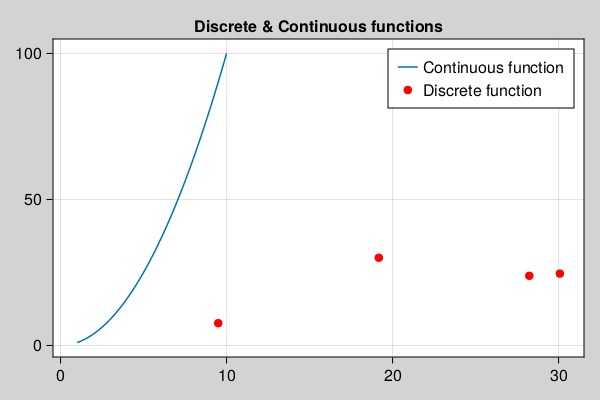 Discrete & Continuous functions
100
50
0
Continuous function
Discrete function
0 10 20 30